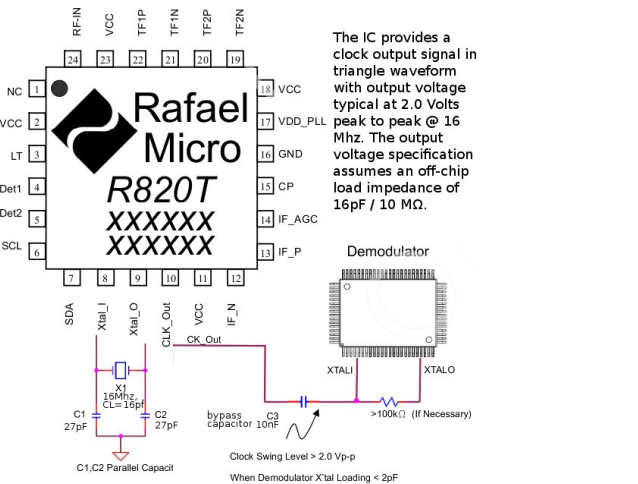 RF-IN
VCC
TF1P
TF1N
TF2P
TF2N
24
23
22
21
20
19
NC
1
VCC
2
LT
3
Det1
4
Det2
5
SCL
6
Rafael
Micro
R820T
XXXXXX
XXXXXX
18
VCC
17
VDD_PLL
16
GND
15
CP
14
IF_AGC
13
IF_P
7
8
9
10
11
12
SDA
Xtal_I
Xtal_O
CLK_Out
VCC
IF_N
The IC provides a
clock output signal in
triangle waveform
with output voltage
typical at 2.0 Volts
peak to peak @ 16
Mhz. The output
voltage specification
assumes an off-chip
load impedance of
16pF / 10 MΩ.
Demodulator
CK_Out
XTALI
XTALO
X1
16Mhz,
CL=16pf
C1
27pF
C2
27pF
bypass
capacitor
C3
10nF
>100kΩ (If Necessary)
C1,C2 Parallel Capacit
Clock Swing Level > 2.0 Vp-p
When Demodulator X'tal Loading < 2pF